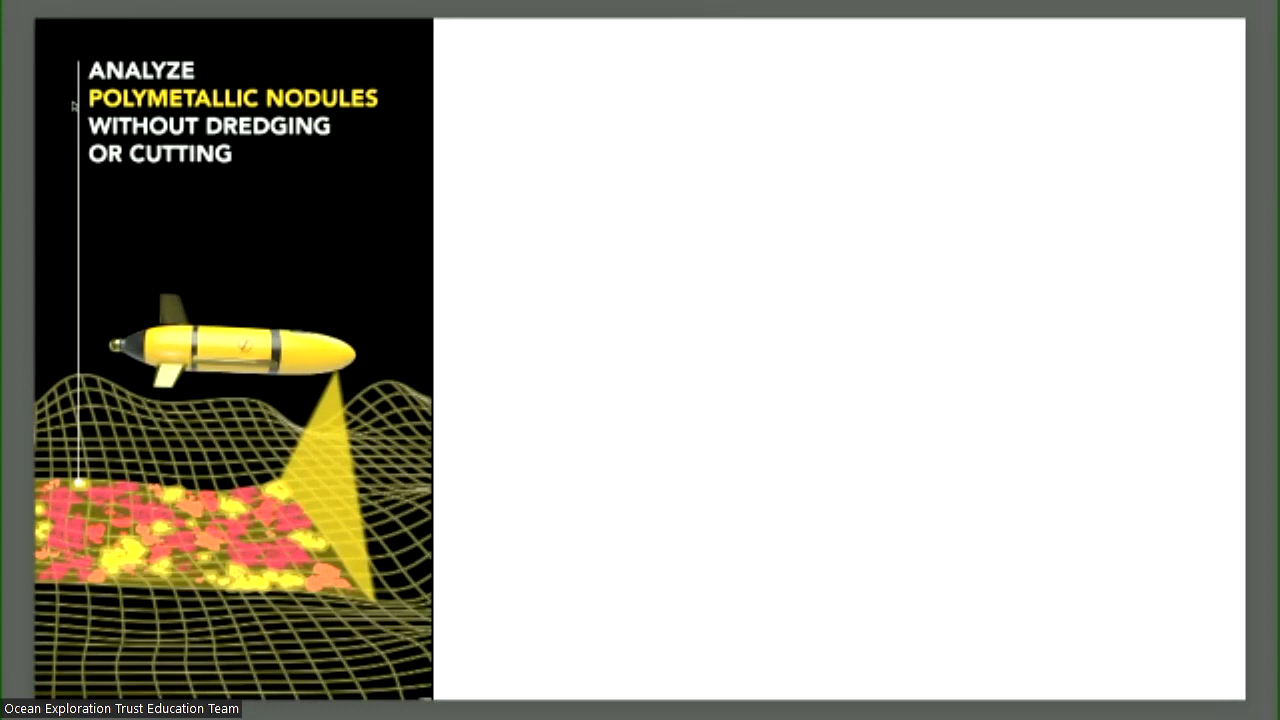 ANALYZE
POLYMETALLIC NODULES
WITHOUT DREDGING
OR CUTTING
Ocean Exploration Trust Education Team